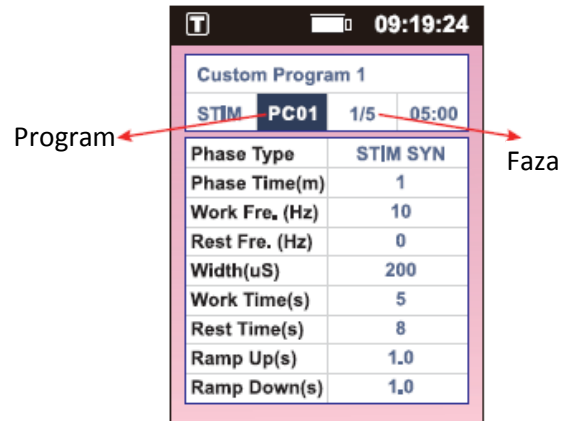 T 09:19:24
Custom Program 1
STIM PC01 1/5 05:00
Program
Faza
Phase Type STIM SYN
Phase Time(m) 1
Work Fre. (Hz) 10
Rest Fre. (Hz) 0
Width(uS) 200
Work Time(s) 5
Rest Time(s) 8
Ramp Up(s) 1.0
Ramp Down(s) 1.0